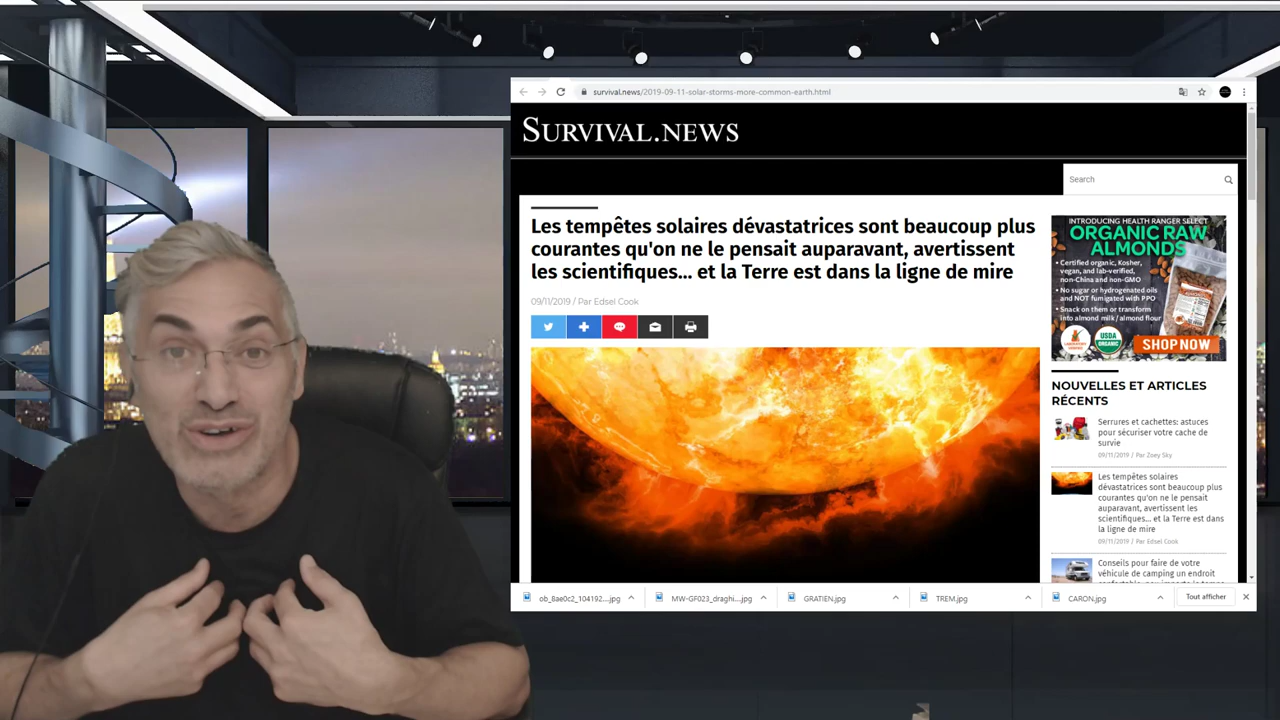 survival.news/2019-09-11-solar-storms-more-common-earth.html
SURVIVAL.NEWS
Search
Les tempêtes solaires dévastatrices sont beaucoup plus
courantes qu'on ne le pensait auparavant, avertissent
les scientifiques... et la Terre est dans la ligne de mire
09/11/2019 / Par Edsel Cook
INTRODUCING HEALTH RANGER SELECT
ORGANIC RAW
ALMONDS
• Certified organic, Kosher,
vegan, and lab-verified,
non-China and non-GMO
• No sugar or hydrogenated oils
and NOT fumigated with PPO
• Snack on them or transform
into almond milk / almond flour
USDA
ORGANIC
SHOP NOW
NOUVELLES ET ARTICLES
RÉCENTS
Serrures et cachettes: astuces
pour sécuriser votre cache de
survie
09/11/2019 / Par Zoey Sky
Les tempêtes solaires
dévastatrices sont beaucoup plus
courantes qu'on ne le pensait
auparavant, avertissent les
scientifiques... et la Terre est dans
la ligne de mire
09/11/2019 / Par Edsel Cook
Conseils pour faire de votre
véhicule de camping un endroit
ob_8ae0c2_104192....jpg
MW-GF023_draghi...jpg
GRATIEN.jpg
TREM.jpg
CARON.jpg
Tout afficher